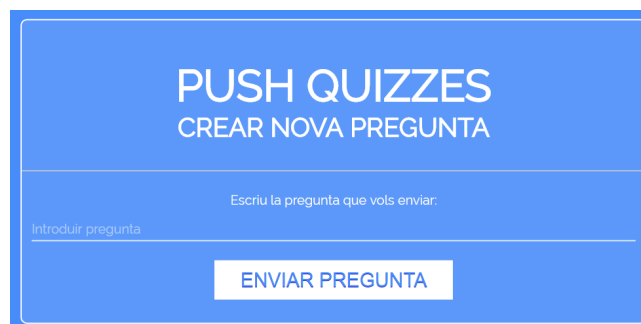 PUSH QUIZZES
CREAR NOVA PREGUNTA
Escriu la pregunta que vols enviar:
Introduir pregunta
ENVIAR PREGUNTA